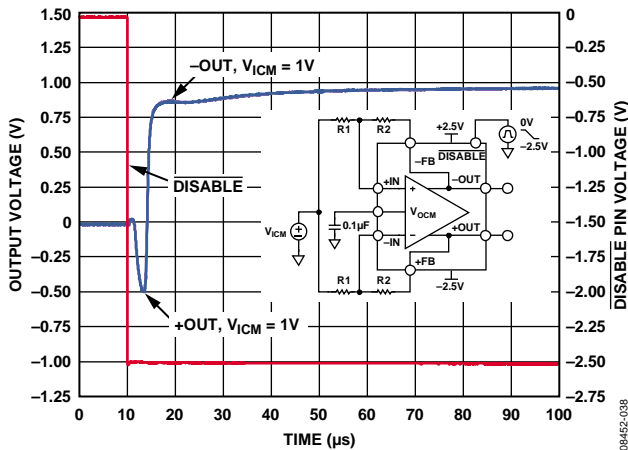 1.50
1.25
1.00
0.75
0.50
0.25
0
–0.25
–0.50
–0.75
–1.00
–1.25
OUTPUT VOLTAGE (V)
0
–0.25
–0.50
–0.75
–1.00
–1.25
–1.50
–1.75
–2.00
–2.25
–2.50
–2.75
DISABLE PIN VOLTAGE (V)
0 10 20 30 40 50 60 70 80 90 100
TIME (µs)
–OUT, VICM = 1V
DISABLE
+OUT, VICM = 1V
R1 R2
+2.5V
0V
–2.5V
–FB
DISABLE
–OUT
+IN
+
VOCM
VICM
+
–
0.1µF
–IN
–
+OUT
+FB
R1 R2
–2.5V
08452-038